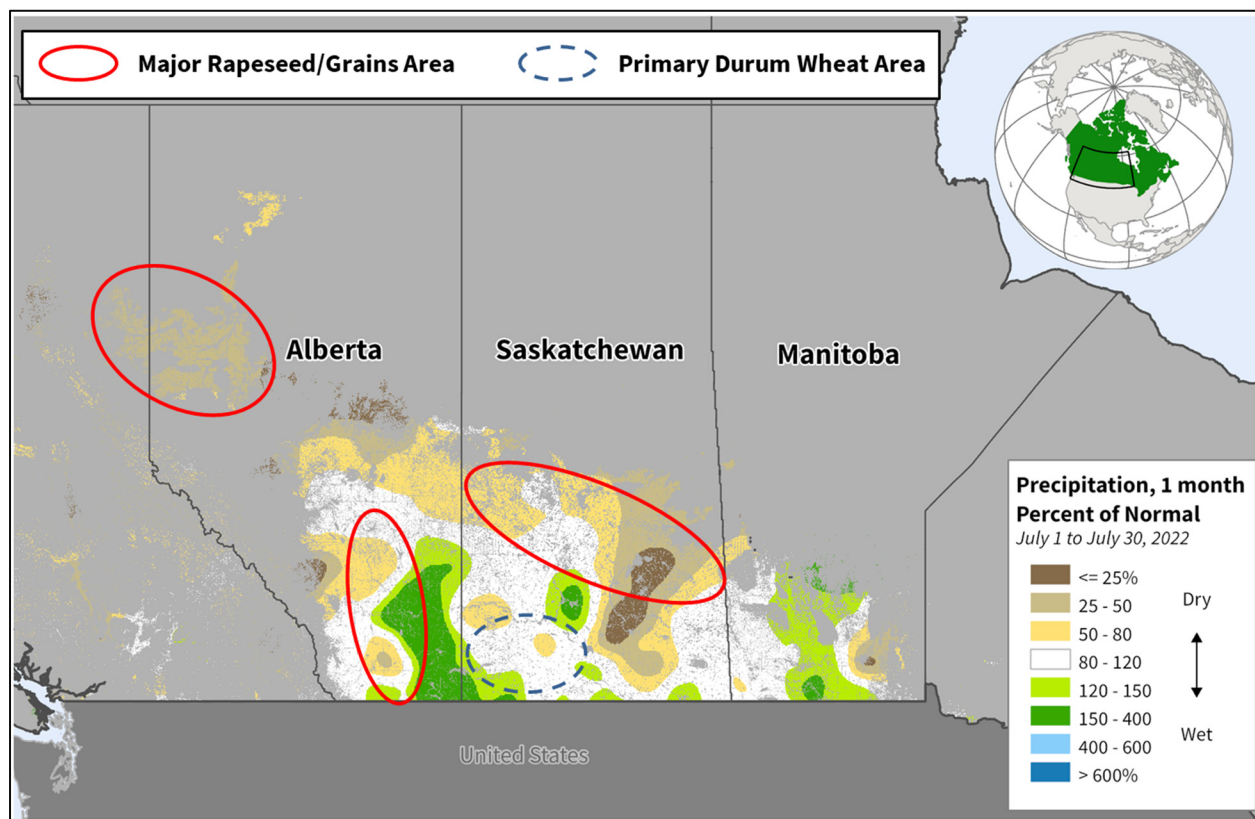 Major Rapeseed/Grains Area
Primary Durum Wheat Area
Alberta
Saskatchewan
Manitoba
United States
Precipitation, 1 month
Percent of Normal
July 1 to July 30, 2022
<= 25%
25 - 50
50 - 80
80 - 120
120 - 150
150 - 400
400 - 600
> 600%
Dry
Wet